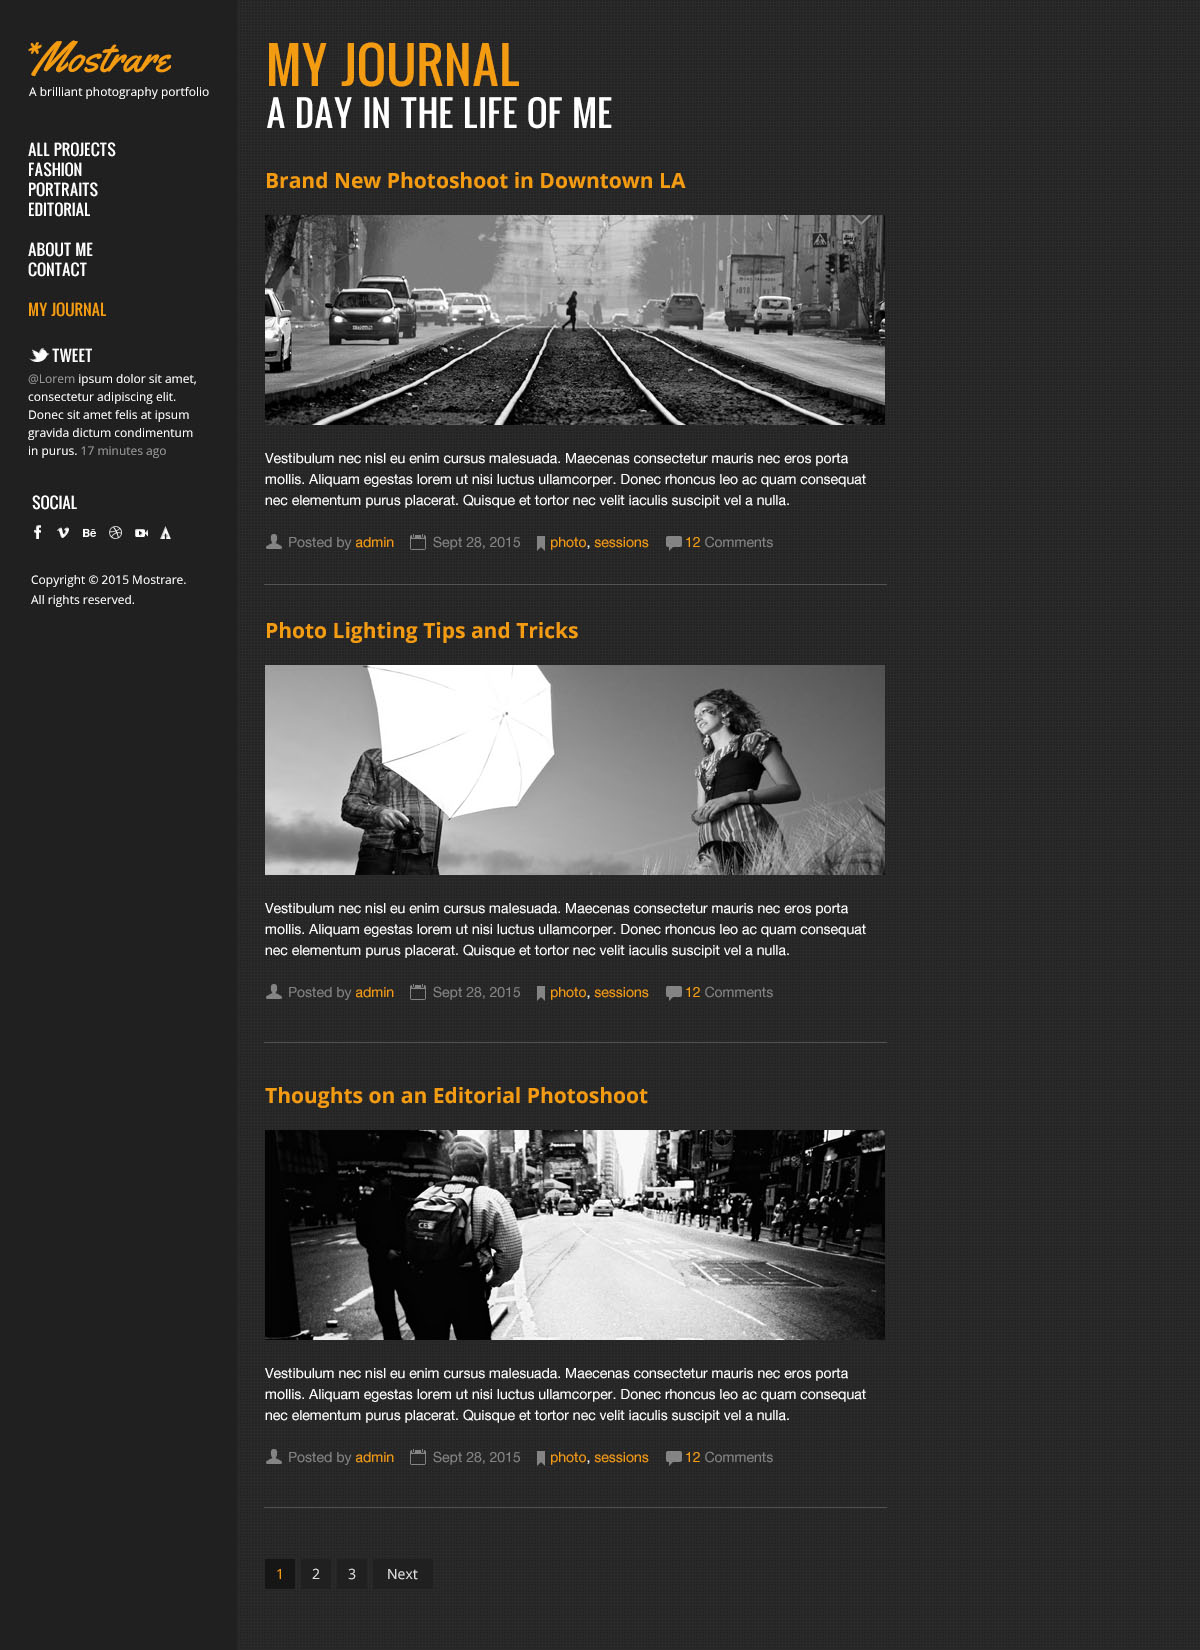 *Mostrare
A brilliant photography portfolio
ALL PROJECTS
FASHION
PORTRAITS
EDITORIAL
ABOUT ME
CONTACT
MY JOURNAL
TWEET
@Lorem ipsum dolor sit amet,
consectetur adipiscing elit.
Donec sit amet felis at ipsum
gravida dictum condimentum
in purus. 17 minutes ago
SOCIAL
Bē
Copyright © 2015 Mostrare.
All rights reserved.
MY JOURNAL
A DAY IN THE LIFE OF ME
Brand New Photoshoot in Downtown LA
Vestibulum nec nisl eu enim cursus malesuada. Maecenas consectetur mauris nec eros porta
mollis. Aliquam egestas lorem ut nisi luctus ullamcorper. Donec rhoncus leo ac quam consequat
nec elementum purus placerat. Quisque et tortor nec velit iaculis suscipit vel a nulla.
Posted by admin Sept 28, 2015 photo, sessions 12 Comments
Photo Lighting Tips and Tricks
Vestibulum nec nisl eu enim cursus malesuada. Maecenas consectetur mauris nec eros porta
mollis. Aliquam egestas lorem ut nisi luctus ullamcorper. Donec rhoncus leo ac quam consequat
nec elementum purus placerat. Quisque et tortor nec velit iaculis suscipit vel a nulla.
Posted by admin Sept 28, 2015 photo, sessions 12 Comments
Thoughts on an Editorial Photoshoot
Vestibulum nec nisl eu enim cursus malesuada. Maecenas consectetur mauris nec eros porta
mollis. Aliquam egestas lorem ut nisi luctus ullamcorper. Donec rhoncus leo ac quam consequat
nec elementum purus placerat. Quisque et tortor nec velit iaculis suscipit vel a nulla.
Posted by admin Sept 28, 2015 photo, sessions 12 Comments
1 2 3 Next